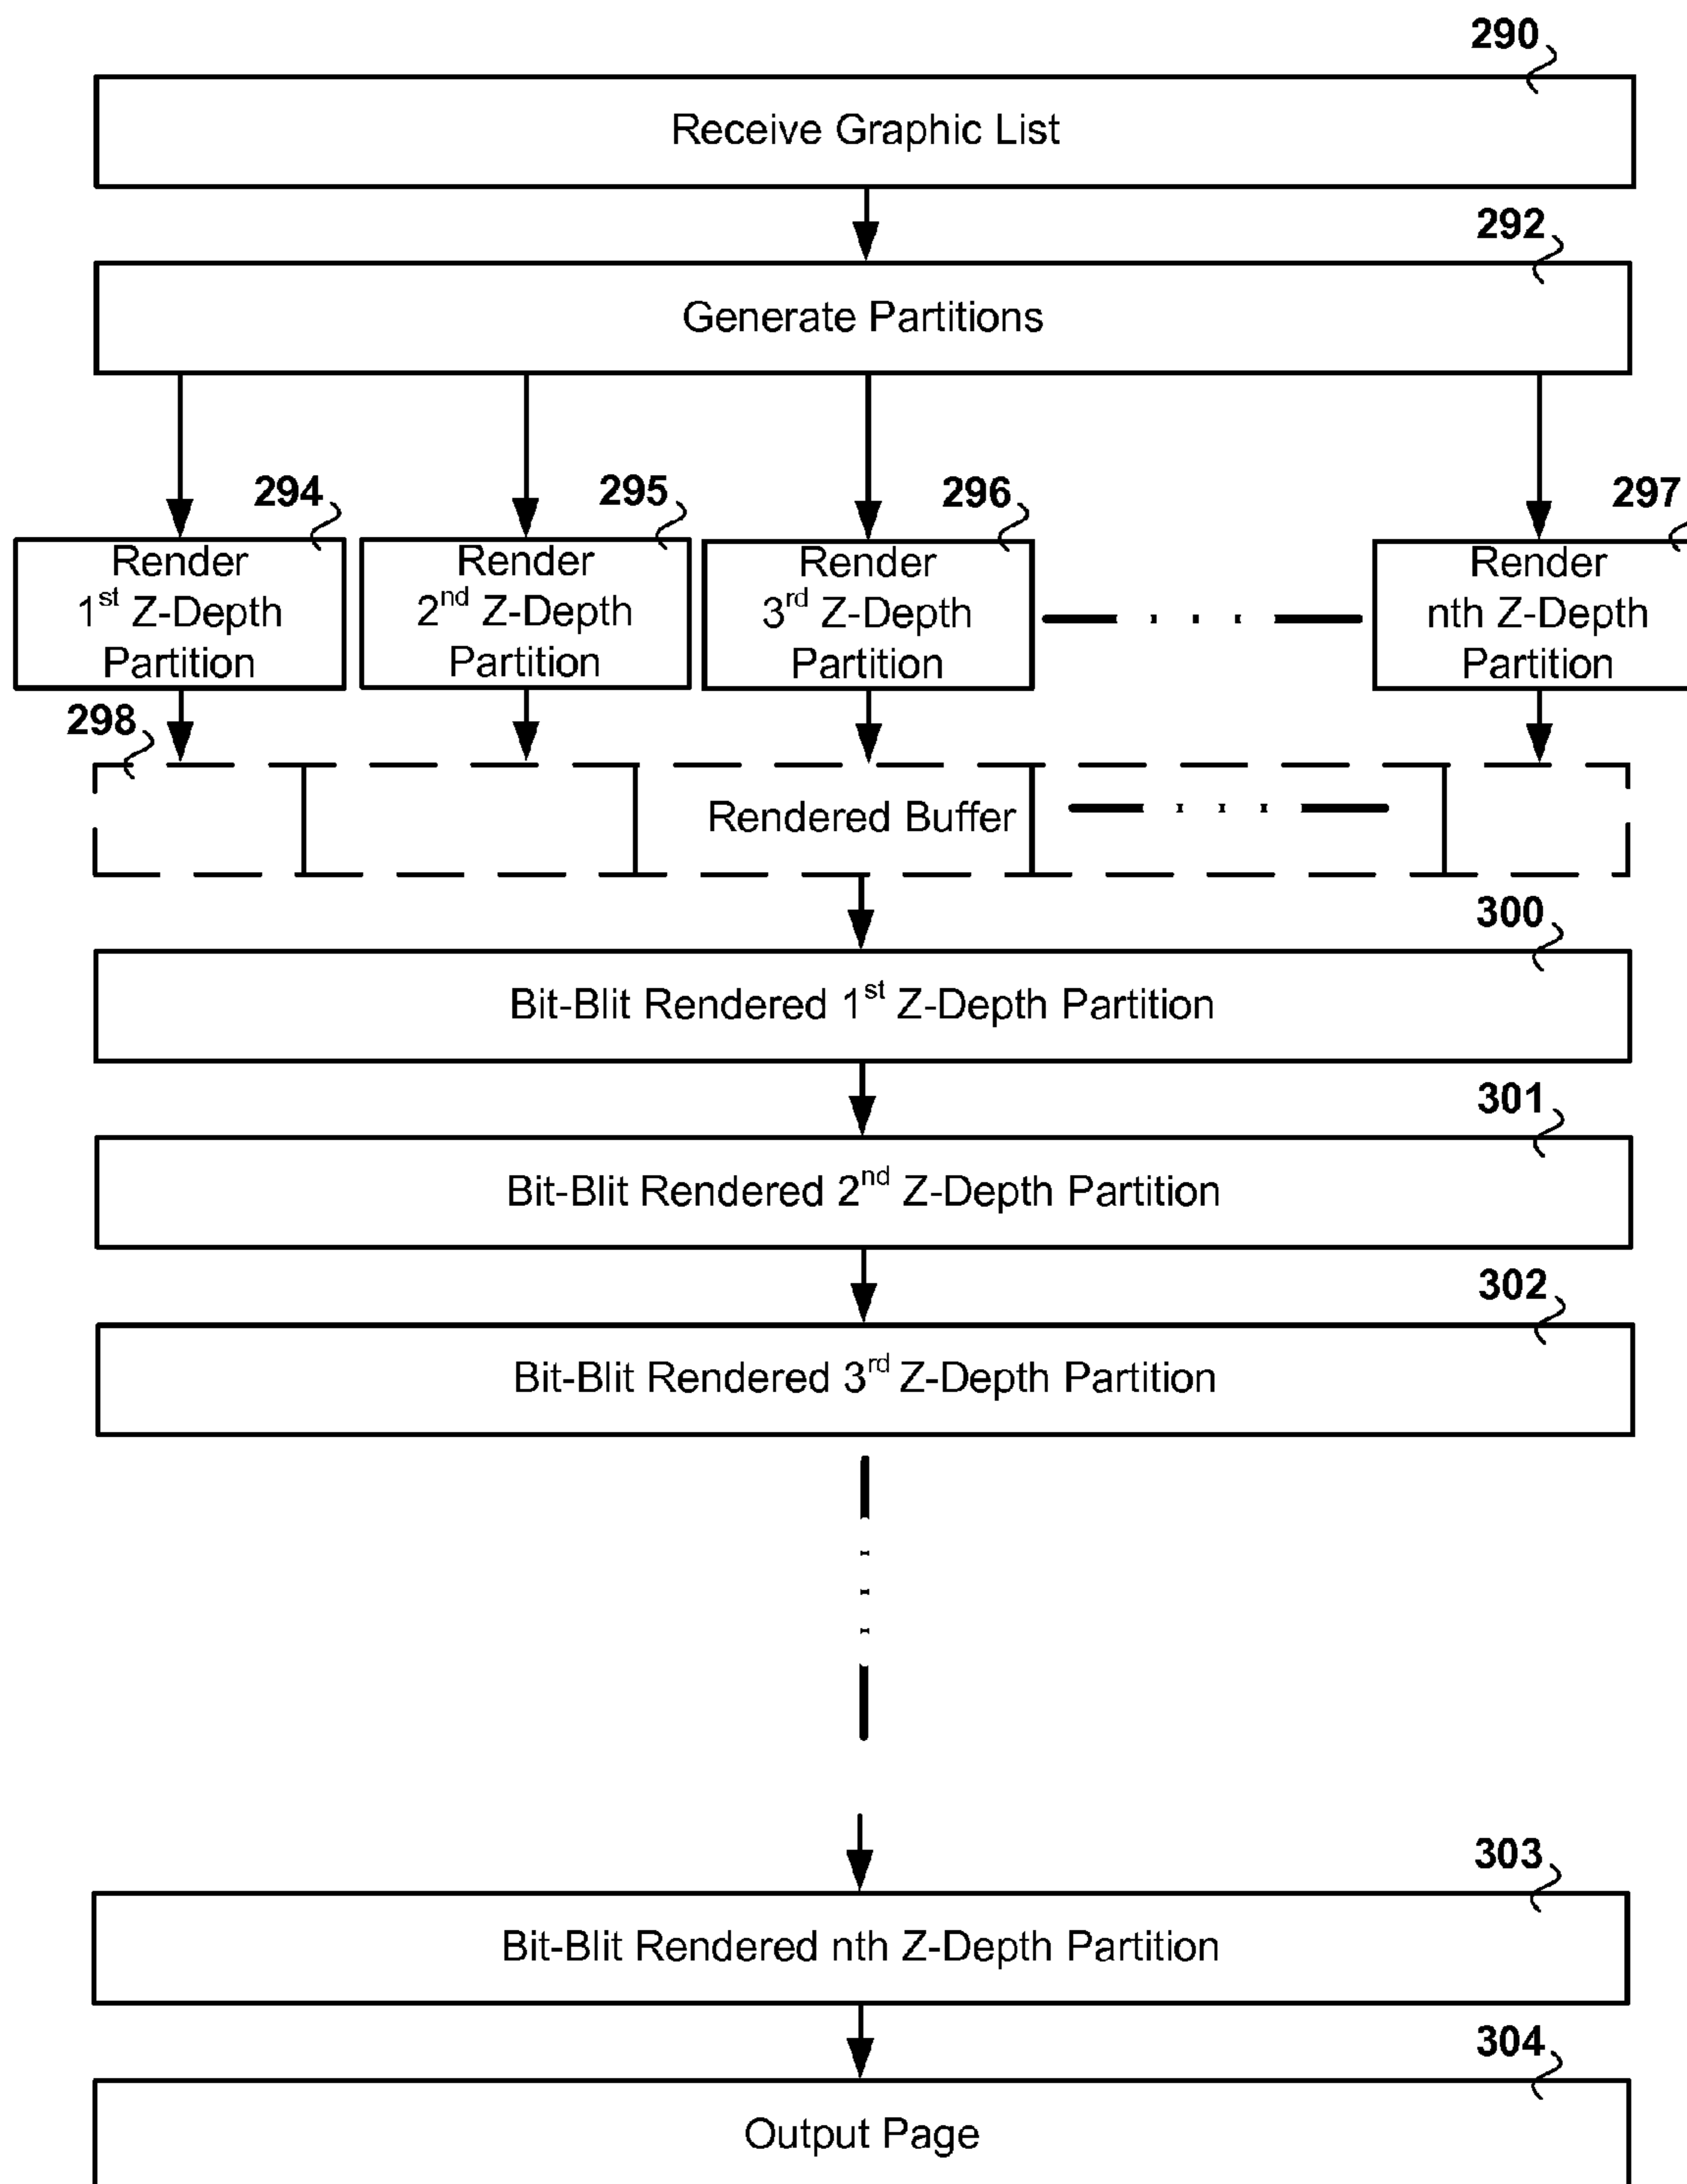 290
Receive Graphic List
292
Generate Partitions
294
295
296
297
Render
1st Z-Depth
Partition
Render
2nd Z-Depth
Partition
Render
3rd Z-Depth
Partition
Render
nth Z-Depth
Partition
298
Rendered Buffer
300
Bit-Blit Rendered 1st Z-Depth Partition
301
Bit-Blit Rendered 2nd Z-Depth Partition
302
Bit-Blit Rendered 3rd Z-Depth Partition
303
Bit-Blit Rendered nth Z-Depth Partition
304
Output Page